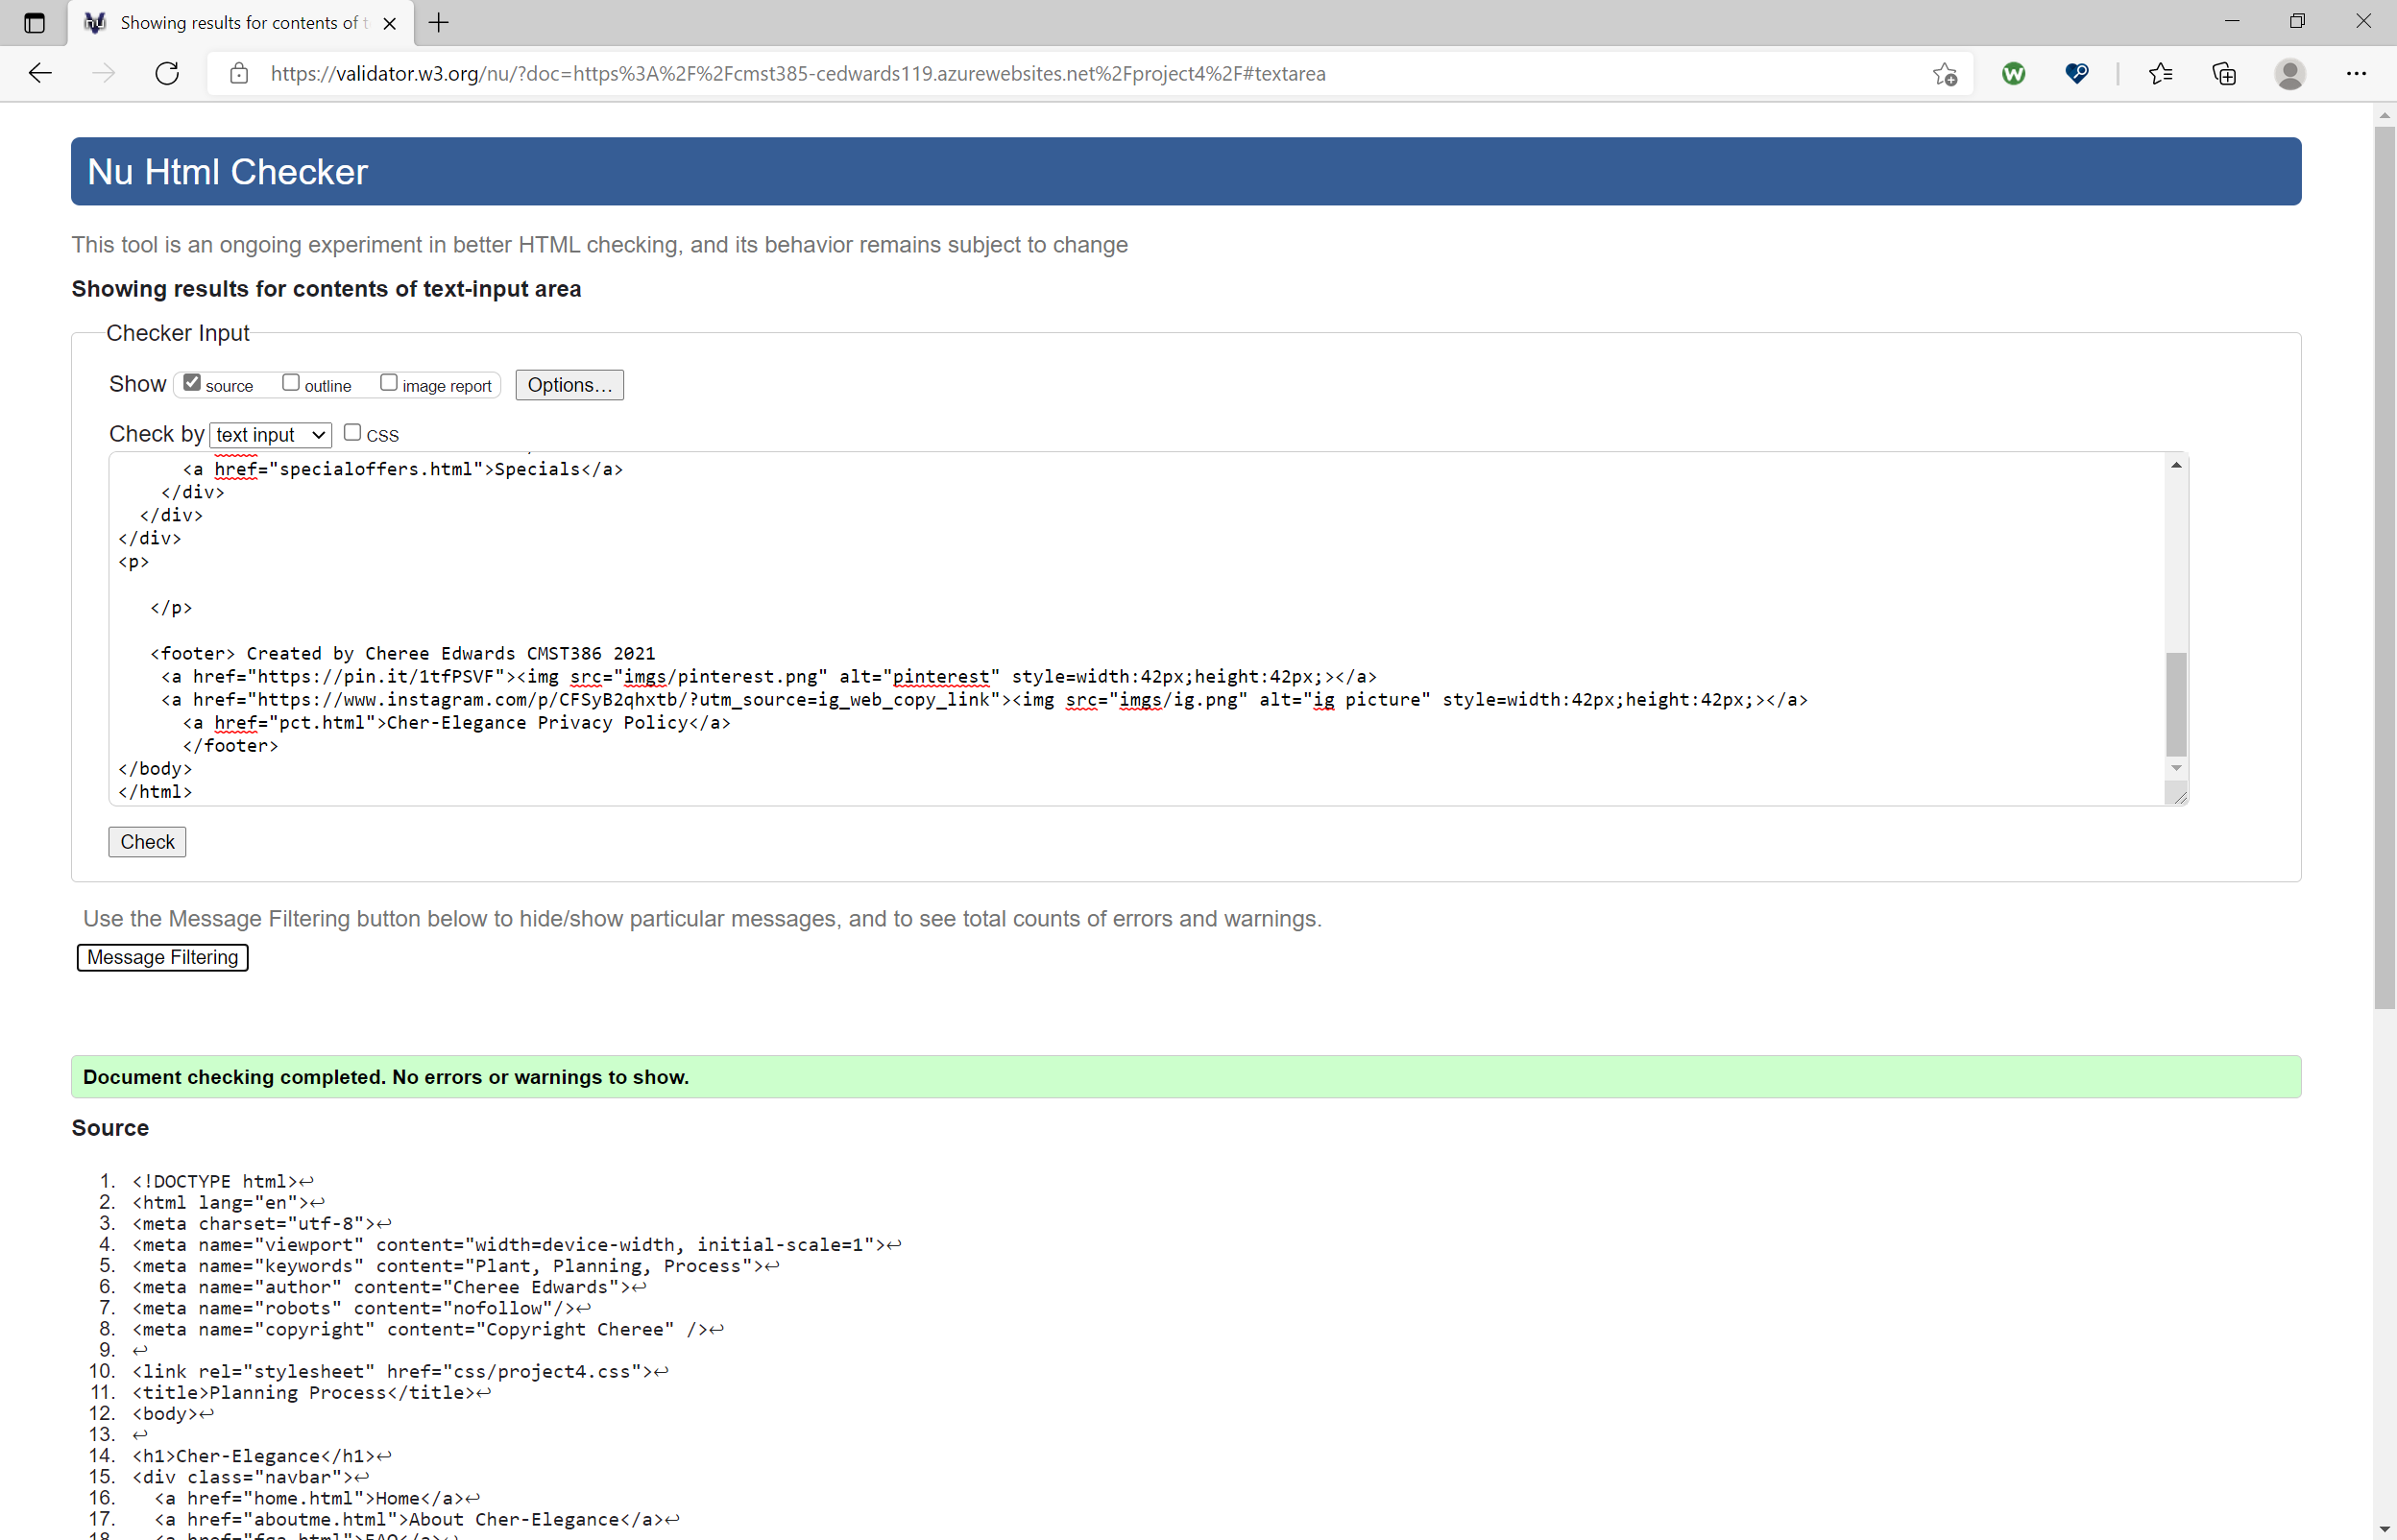 Showing results for contents of t
https://validator.w3.org/nu/?doc=https%3A%2F%2Fcmst385-cedwards119.azurewebsites.net%2Fproject4%2F#textarea
Nu Html Checker
This tool is an ongoing experiment in better HTML checking, and its behavior remains subject to change
Showing results for contents of text-input area
Checker Input
Show source outline image report Options...
Check by text input CSS
<a href="specialoffers.html">Specials</a>
</div>
</div>
</div>
<p>
</p>
<footer> Created by Cheree Edwards CMST386 2021
<a href="https://pin.it/1tfPSVF"><img src="imgs/pinterest.png" alt="pinterest" style=width:42px;height:42px;></a>
<a href="https://www.instagram.com/p/CFSyB2qhxtb/?utm_source=ig_web_copy_link"><img src="imgs/ig.png" alt="ig picture" style=width:42px;height:42px;></a>
<a href="pct.html">Cher-Elegance Privacy Policy</a>
</footer>
</body>
</html>
Check
Use the Message Filtering button below to hide/show particular messages, and to see total counts of errors and warnings.
Message Filtering
Document checking completed. No errors or warnings to show.
Source
1. <!DOCTYPE html>↩
2. <html lang="en">↩
3. <meta charset="utf-8">↩
4. <meta name="viewport" content="width=device-width, initial-scale=1">↩
5. <meta name="keywords" content="Plant, Planning, Process">↩
6. <meta name="author" content="Cheree Edwards">↩
7. <meta name="robots" content="nofollow"/>↩
8. <meta name="copyright" content="Copyright Cheree" />↩
9. ↩
10. <link rel="stylesheet" href="css/project4.css">↩
11. <title>Planning Process</title>↩
12. <body>↩
13. ↩
14. <h1>Cher-Elegance</h1>↩
15. <div class="navbar">↩
16. <a href="home.html">Home</a>↩
17. <a href="aboutme.html">About Cher-Elegance</a>↩